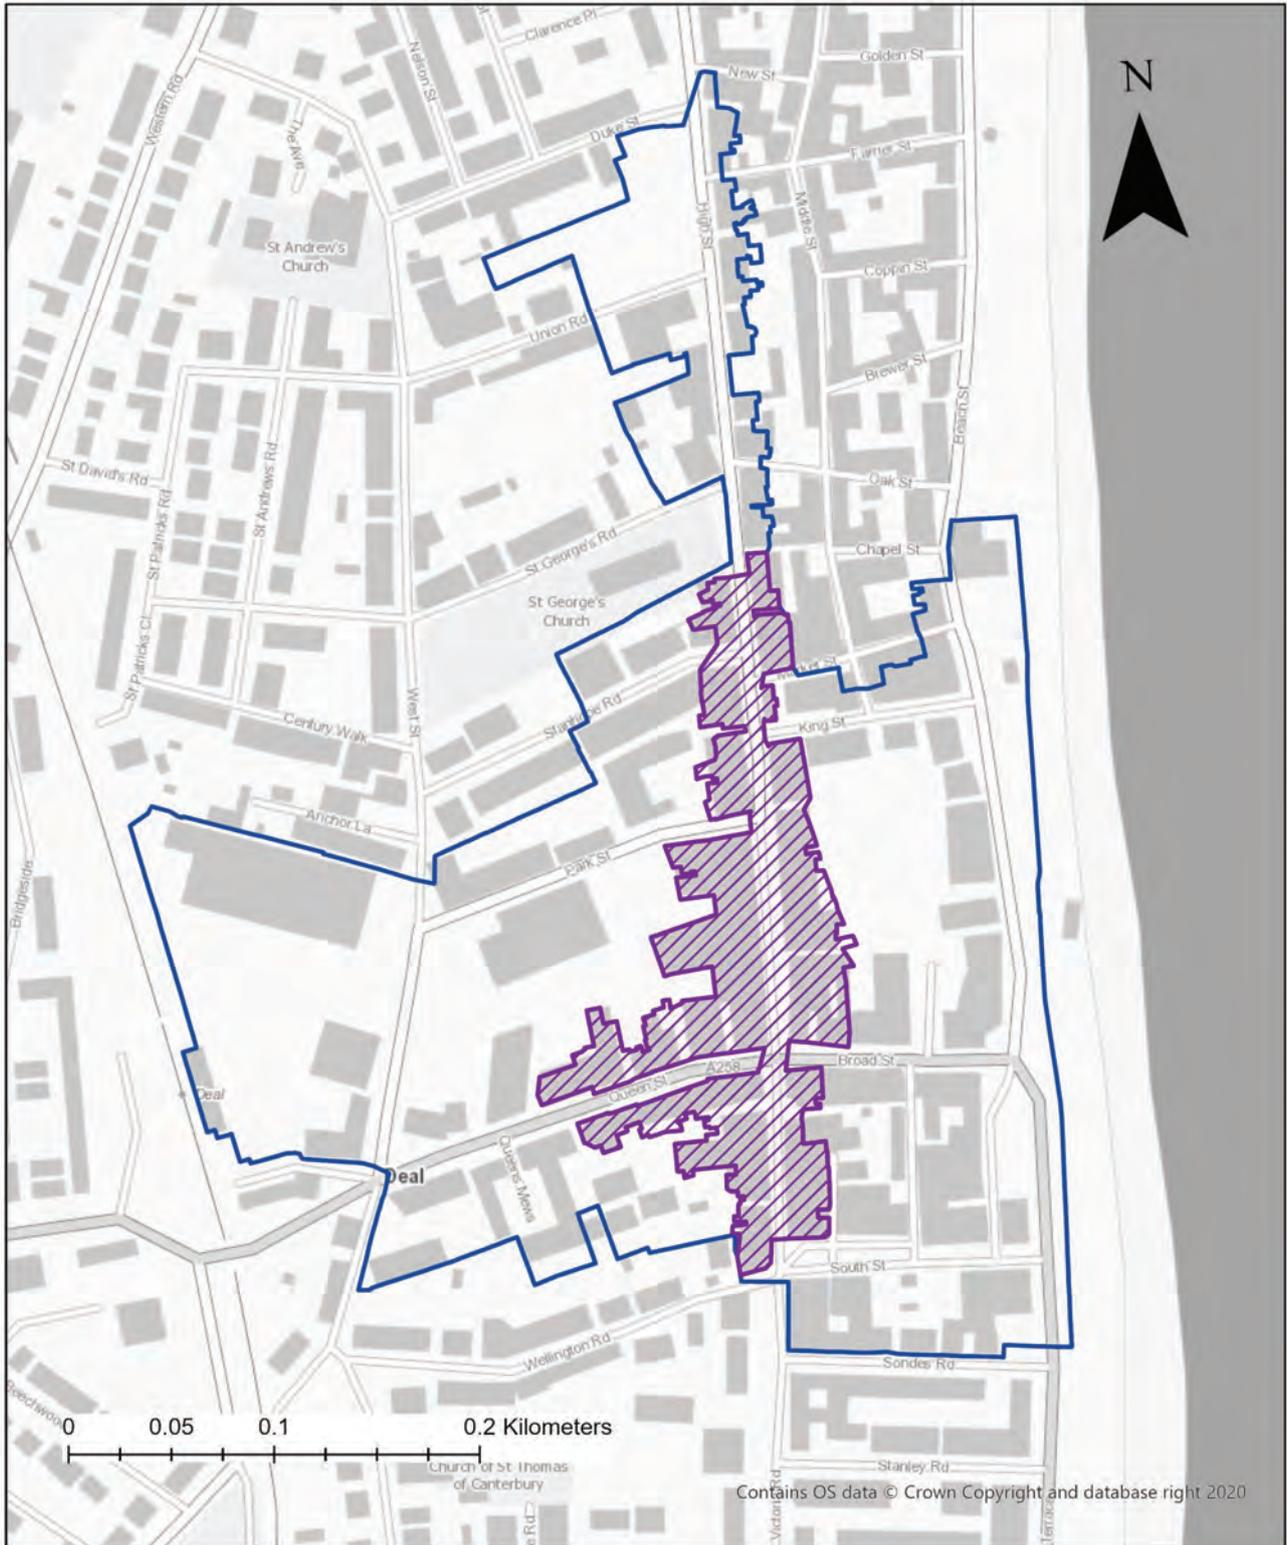 Clarence Pl
Nelson St
New St
Golden St
N
Western Rd
The Ave
Duke St
Farrier St
Middle St
High St
St Andrew's
Church
Coppin St
Union Rd
Brewer St
Beach St
St David's Rd
St Andrews Rd
St Patricks Rd
Oak St
St George's Rd
Chapel St
St George's
Church
St Patricks Cl
Market St
West St
Stanhope Rd
Century Walk
King St
Anchor La
Park St
Bridgeside
Deal
A258
Broad St
Queen St
Queens Mews
Deal
South St
Wellington Rd
Sondes Rd
Beechwood
0 0.05 0.1 0.2 Kilometers
Church of St Thomas
of Canterbury
Stanley Rd
Contains OS data © Crown Copyright and database right 2020
Victoria Rd
e Rd
Terrace